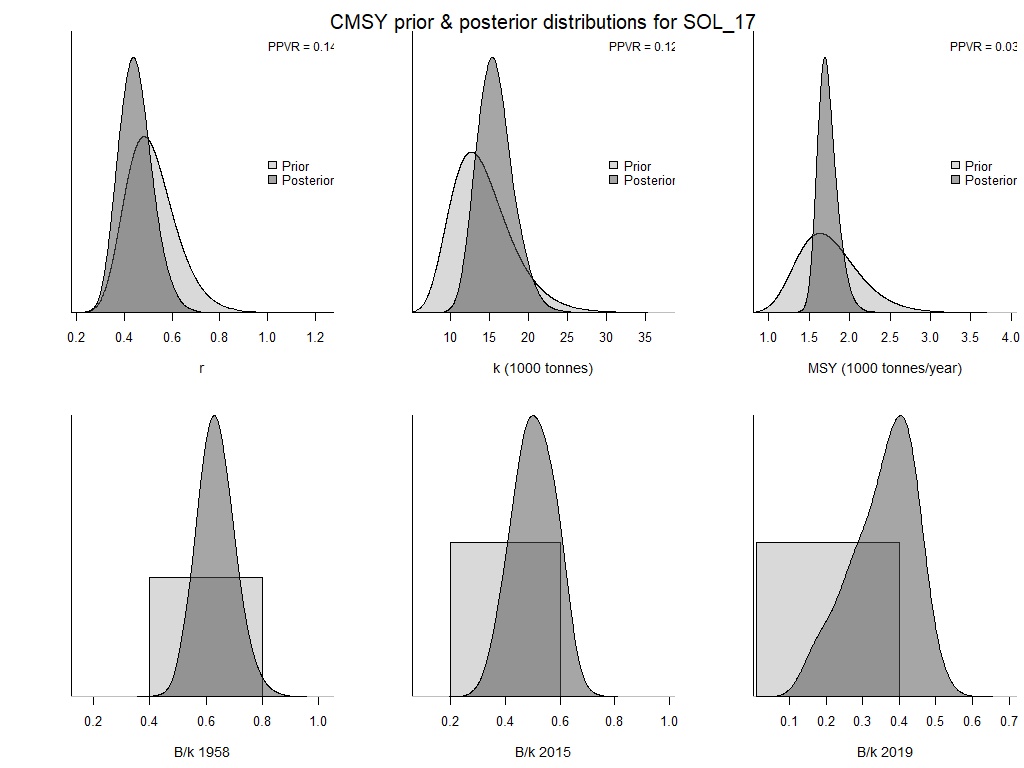 CMSY prior & posterior distributions for SOL_17
PPVR = 0.14
Prior
Posterior
0.2 0.4 0.6 0.8 1.0 1.2
r
PPVR = 0.12
Prior
Posterior
10 15 20 25 30 35
k (1000 tonnes)
PPVR = 0.03
Prior
Posterior
1.0 1.5 2.0 2.5 3.0 3.5 4.0
MSY (1000 tonnes/year)
0.2 0.4 0.6 0.8 1.0
B/k 1958
0.2 0.4 0.6 0.8 1.0
B/k 2015
0.1 0.2 0.3 0.4 0.5 0.6 0.7
B/k 2019